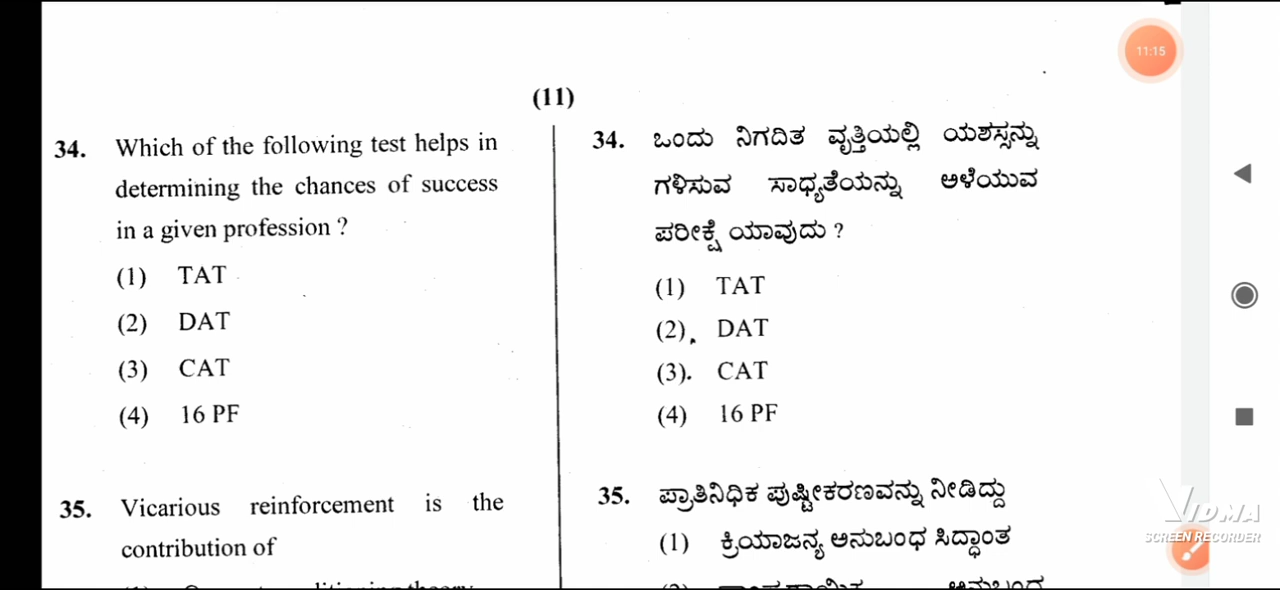 11:15
(11)
34. Which of the following test helps in
determining the chances of success
in a given profession ?
(1) TAT
(2) DAT
(3) CAT
(4) 16 PF
35. Vicarious reinforcement is the
contribution of
34. ಒಂದು ನಿಗದಿತ ವೃತ್ತಿಯಲ್ಲಿ ಯಶಸ್ಸನ್ನು
ಗಳಿಸುವ ಸಾಧ್ಯತೆಯನ್ನು ಅಳೆಯುವ
ಪರೀಕ್ಷೆ ಯಾವುದು ?
(1) TAT
(2) DAT
(3). CAT
(4) 16 PF
35. ಪ್ರಾತಿನಿಧಿಕ ಪುಷ್ಟೀಕರಣವನ್ನು ನೀಡಿದ್ದು
(1) ಕ್ರಿಯಾಜನ್ಯ ಅನುಬಂಧ ಸಿದ್ಧಾಂತ
VIDMA
SCREEN RECORDER